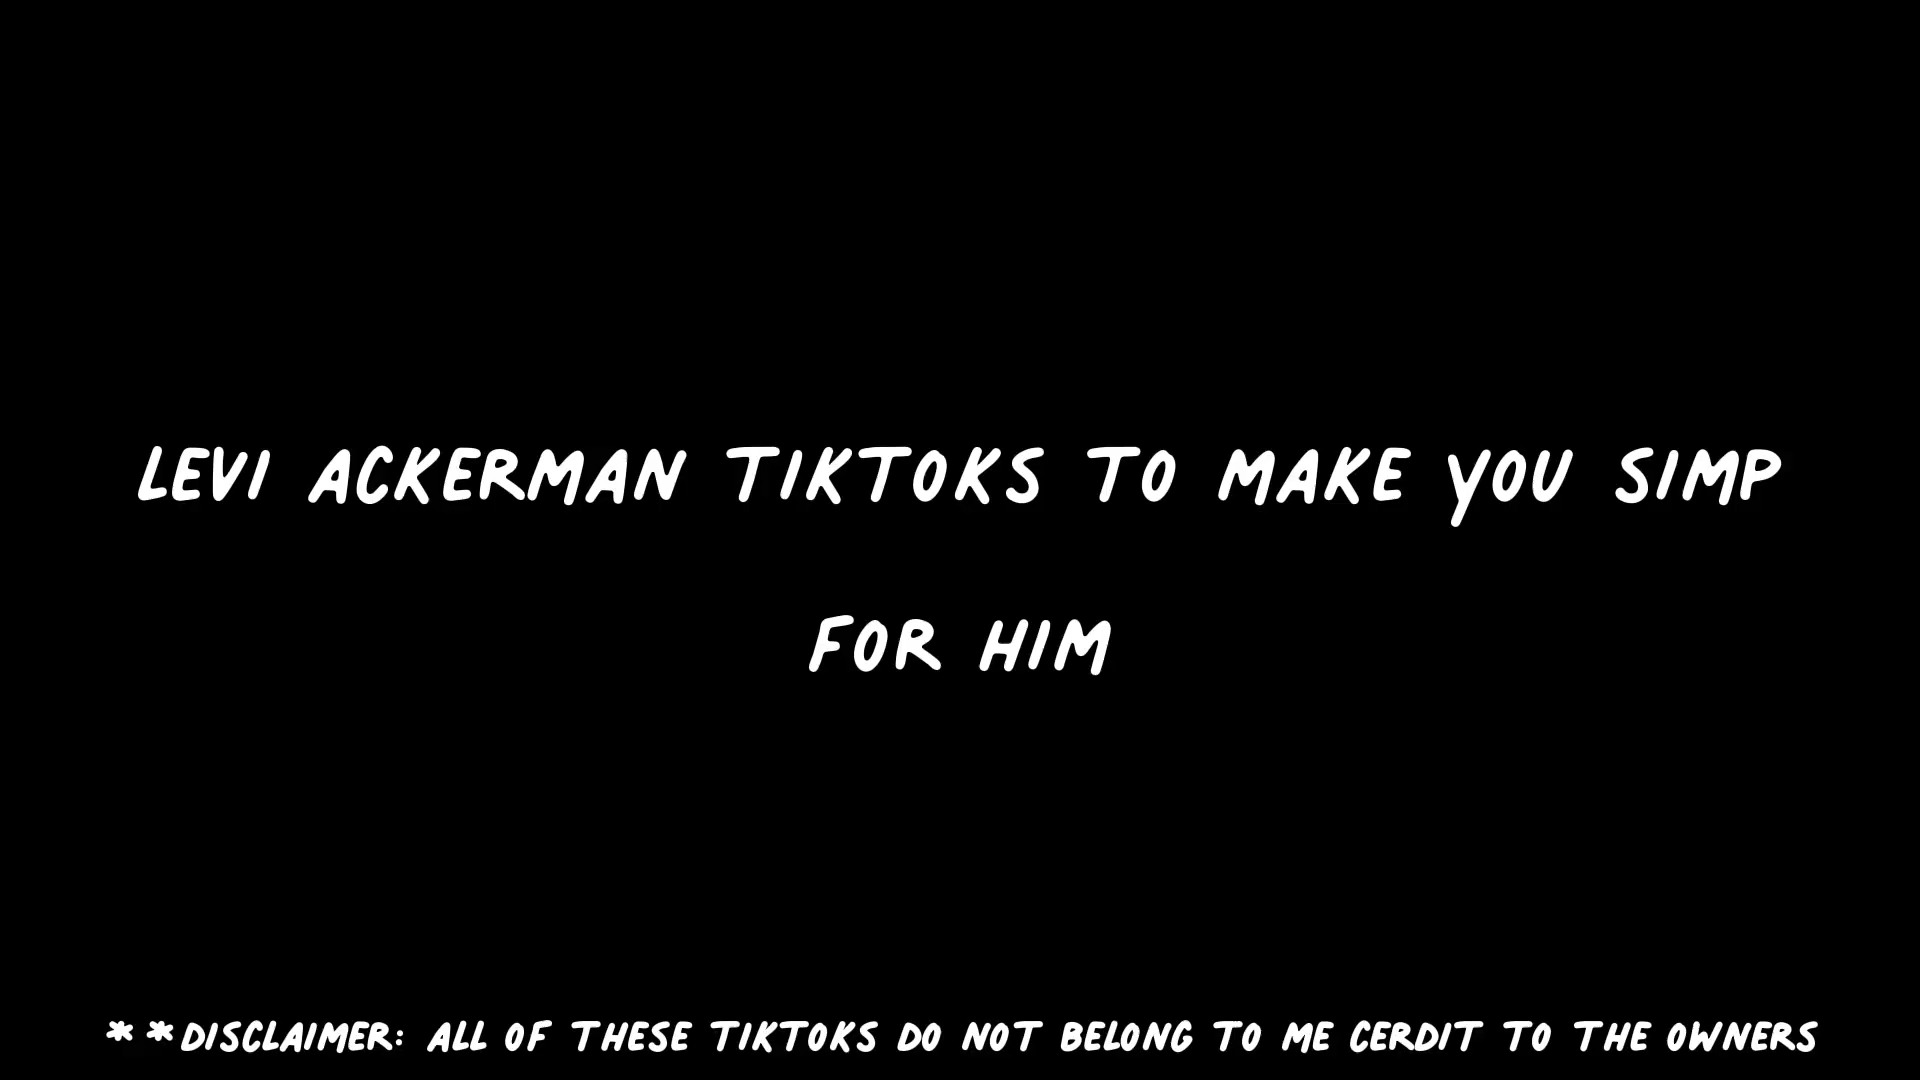 LEVI ACKERMAN TIKTOKS TO MAKE YOU SIMP
FOR HIM
**DISCLAIMER: ALL OF THESE TIKTOKS DO NOT BELONG TO ME CERDIT TO THE OWNERS